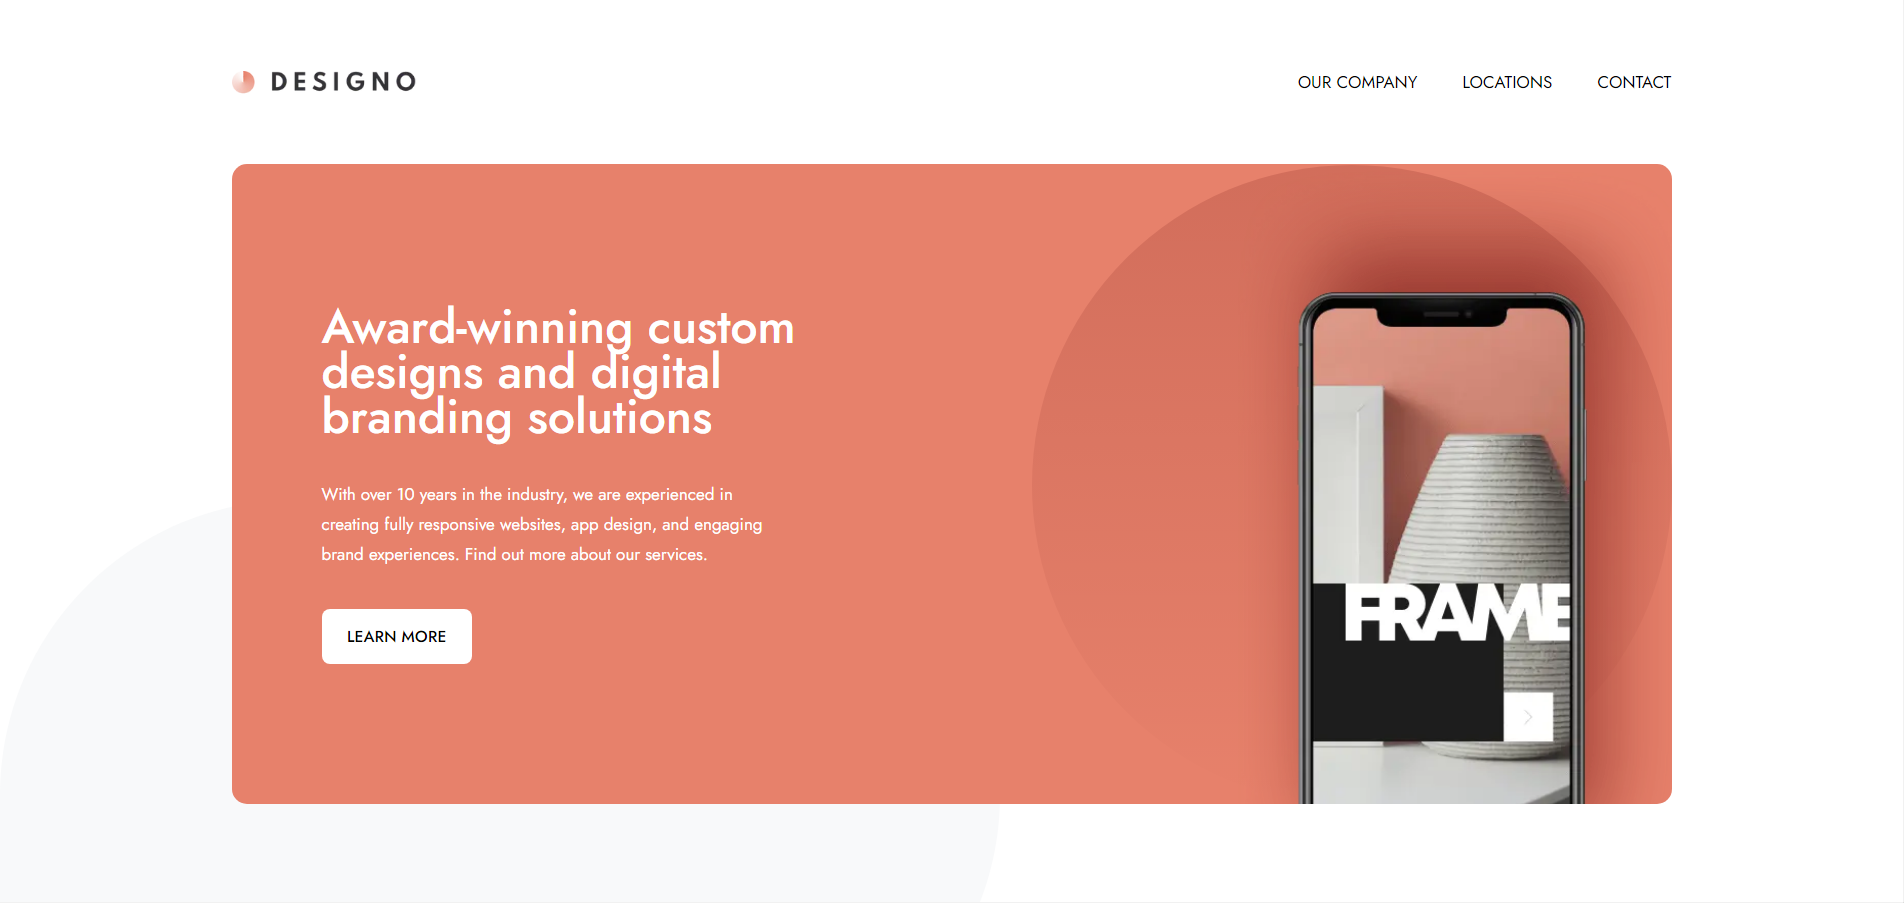 DESIGNO
OUR COMPANY
LOCATIONS
CONTACT
Award-winning custom
designs and digital
branding solutions
With over 10 years in the industry, we are experienced in
creating fully responsive websites, app design, and engaging
brand experiences. Find out more about our services.
LEARN MORE
FRAME